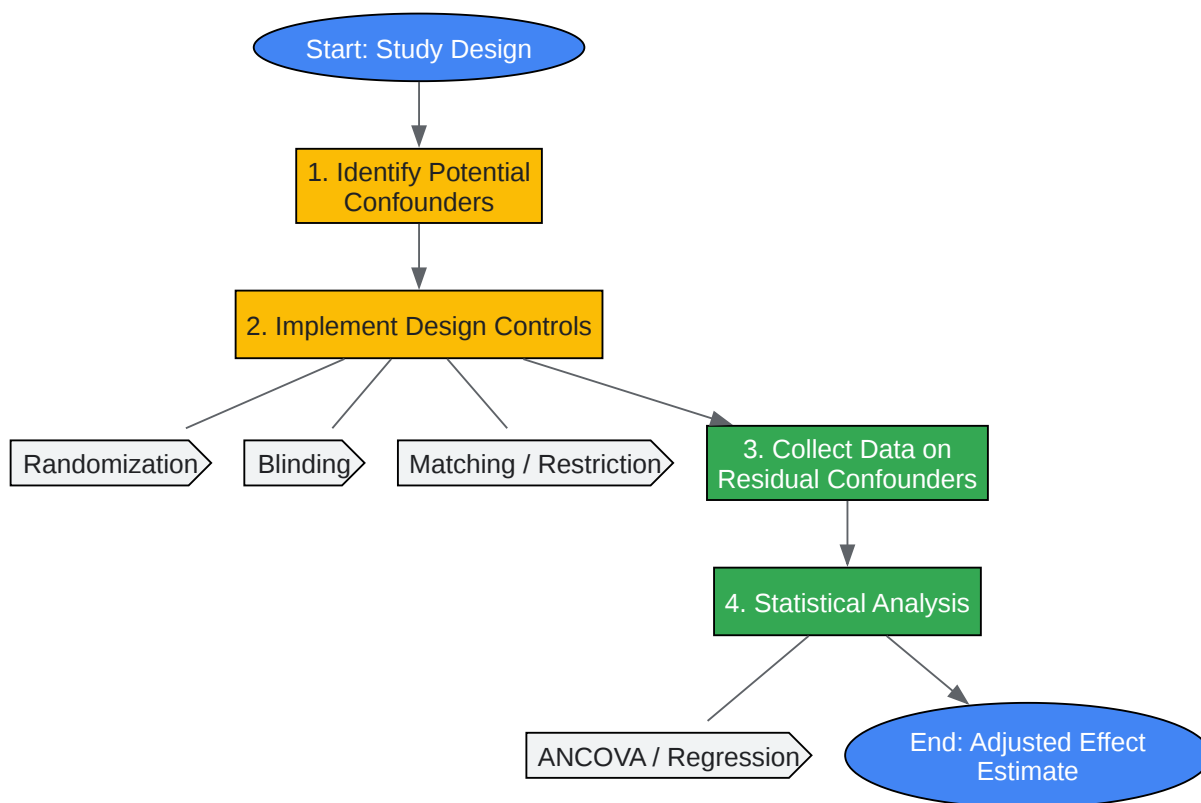 Start: Study Design
1. Identify Potential
Confounders
2. Implement Design Controls
Randomization
Blinding
Matching / Restriction
3. Collect Data on
Residual Confounders
4. Statistical Analysis
ANCOVA / Regression
End: Adjusted Effect
Estimate